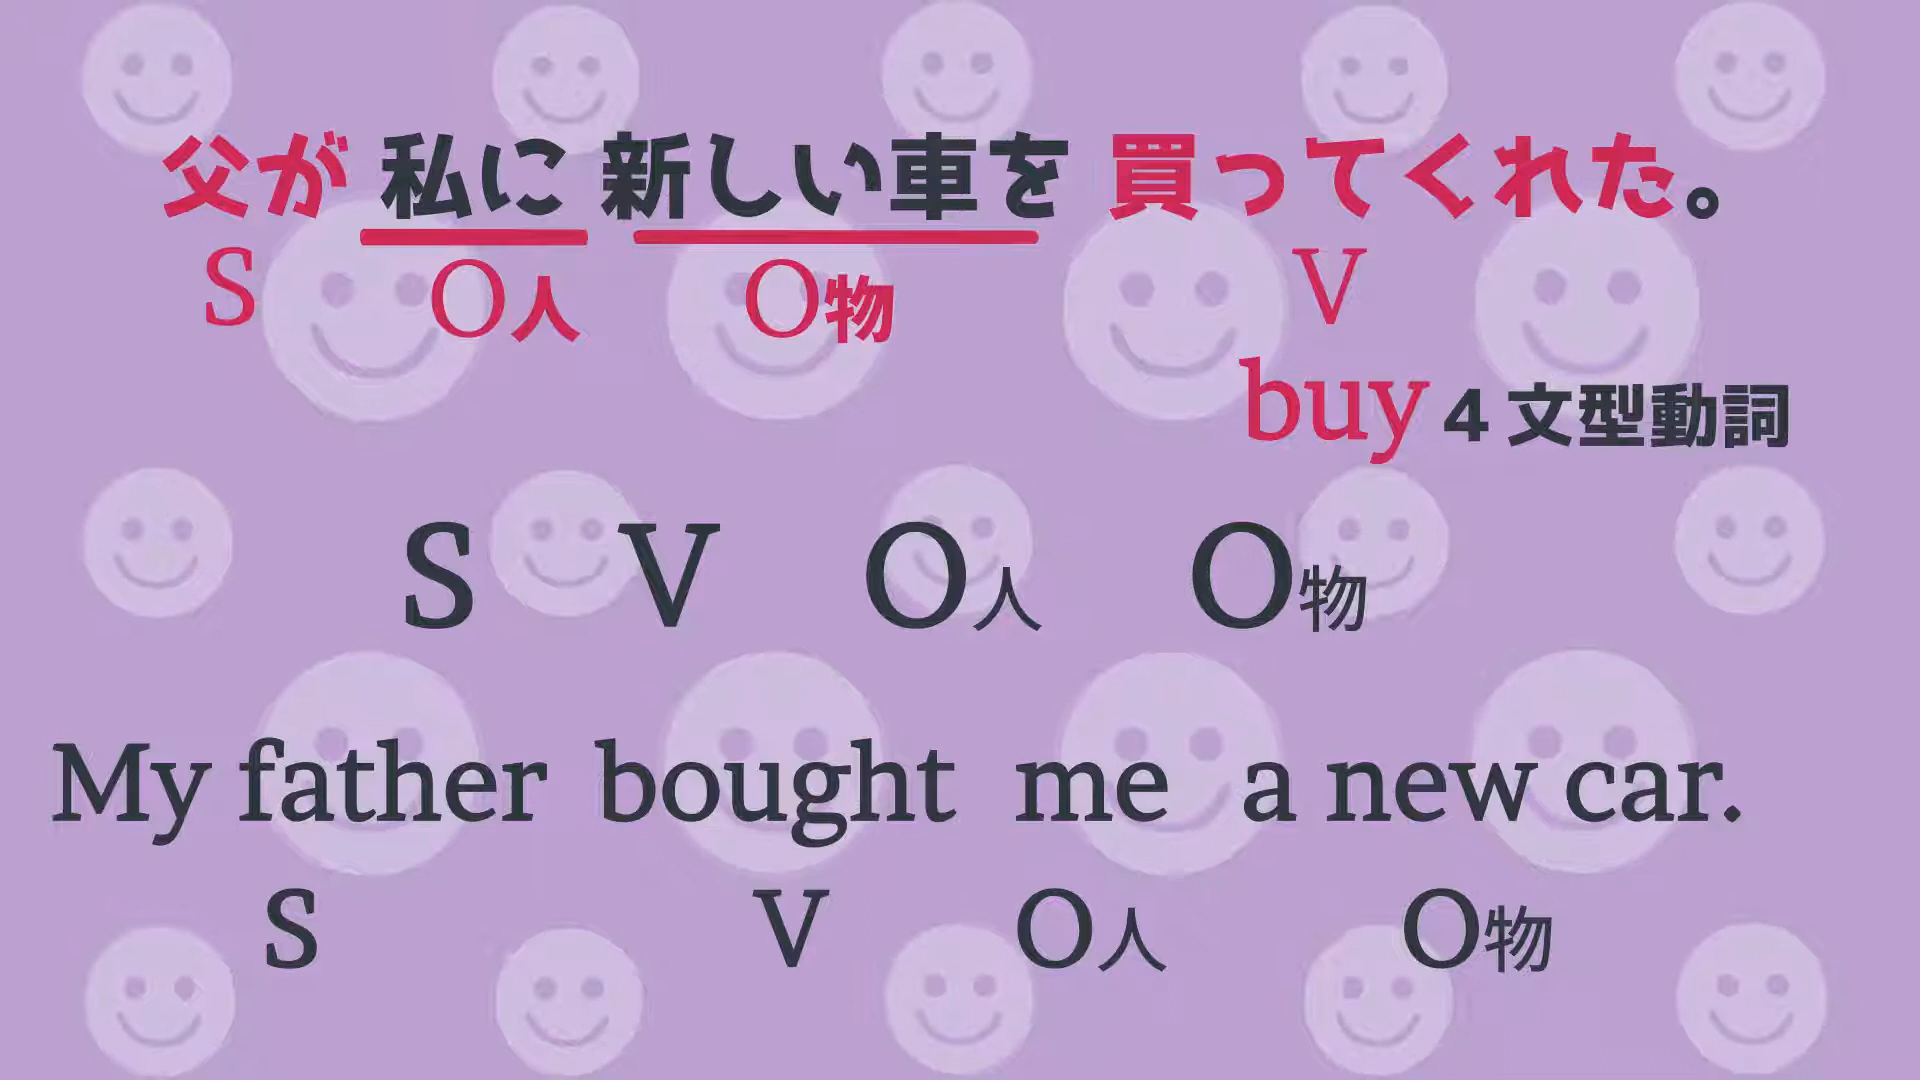 父が 私に 新しい車を 買ってくれた。
S O人 O物 V
buy 4文型動詞
S V O人 O物
My father bought me a new car.
S V O人 O物